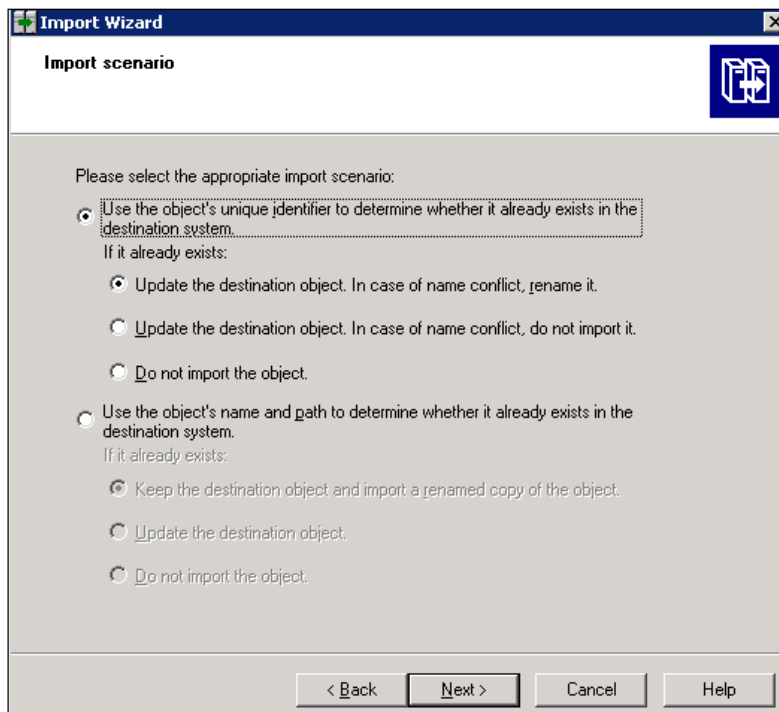 Import Wizard
Import scenario
Please select the appropriate import scenario:
Use the object's unique identifier to determine whether it already exists in the
destination system.
If it already exists:
Update the destination object. In case of name conflict, rename it.
Update the destination object. In case of name conflict, do not import it.
Do not import the object.
Use the object's name and path to determine whether it already exists in the
destination system.
If it already exists:
Keep the destination object and import a renamed copy of the object.
Update the destination object.
Do not import the object.
< Back Next > Cancel Help